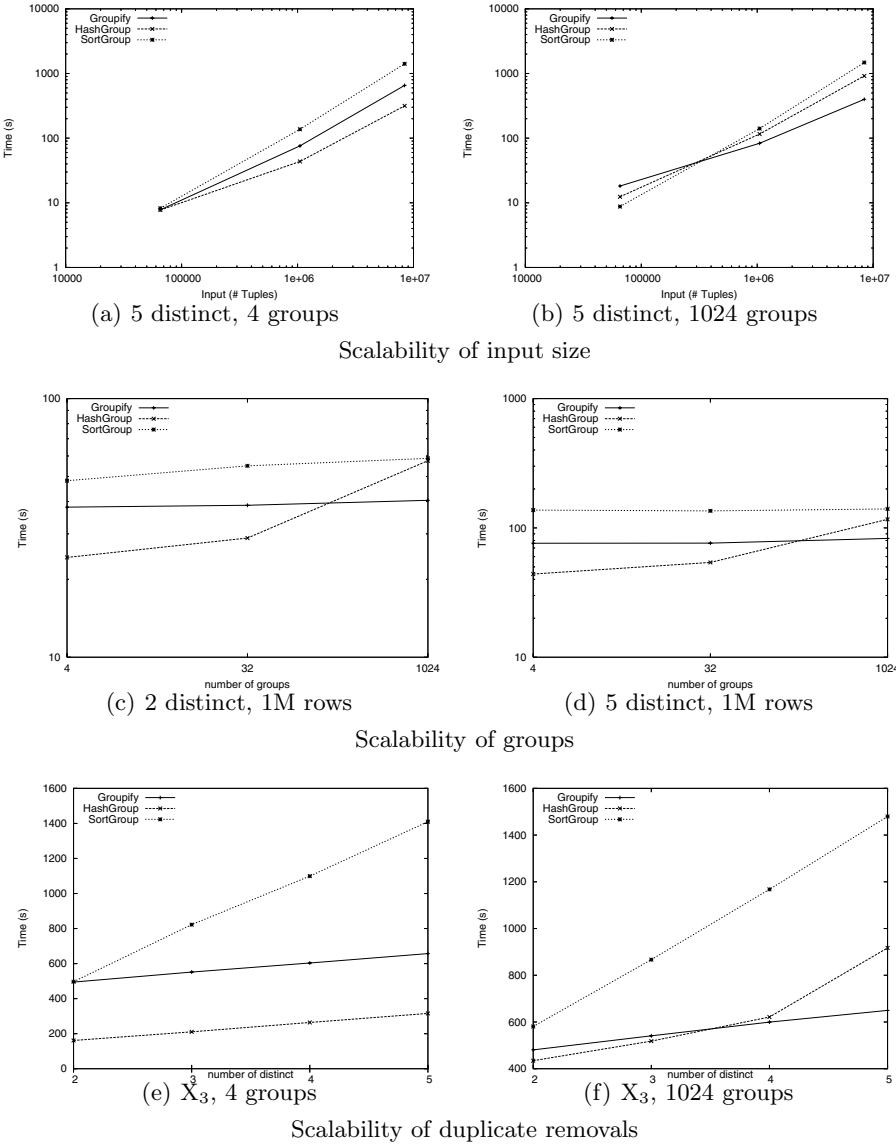 Groupify
HashGroup
SortGroup
10000
1000
100
10
1
Time (s)
10000
100000
1e+06
1e+07
Input (# Tuples)
(a) 5 distinct, 4 groups
Groupify
HashGroup
SortGroup
10000
1000
100
10
1
Time (s)
10000
100000
1e+06
1e+07
Input (# Tuples)
(b) 5 distinct, 1024 groups
Scalability of input size
Groupify
HashGroup
SortGroup
100
10
Time (s)
4
32
1024
number of groups
(c) 2 distinct, 1M rows
Groupify
HashGroup
SortGroup
1000
100
10
Time (s)
4
32
1024
number of groups
(d) 5 distinct, 1M rows
Scalability of groups
Groupify
HashGroup
SortGroup
1600
1400
1200
1000
800
600
400
200
0
Time (s)
2
3
4
5
number of distinct
(e) X₃, 4 groups
Groupify
HashGroup
SortGroup
1600
1400
1200
1000
800
600
400
Time (s)
2
3
4
5
number of distinct
(f) X₃, 1024 groups
Scalability of duplicate removals